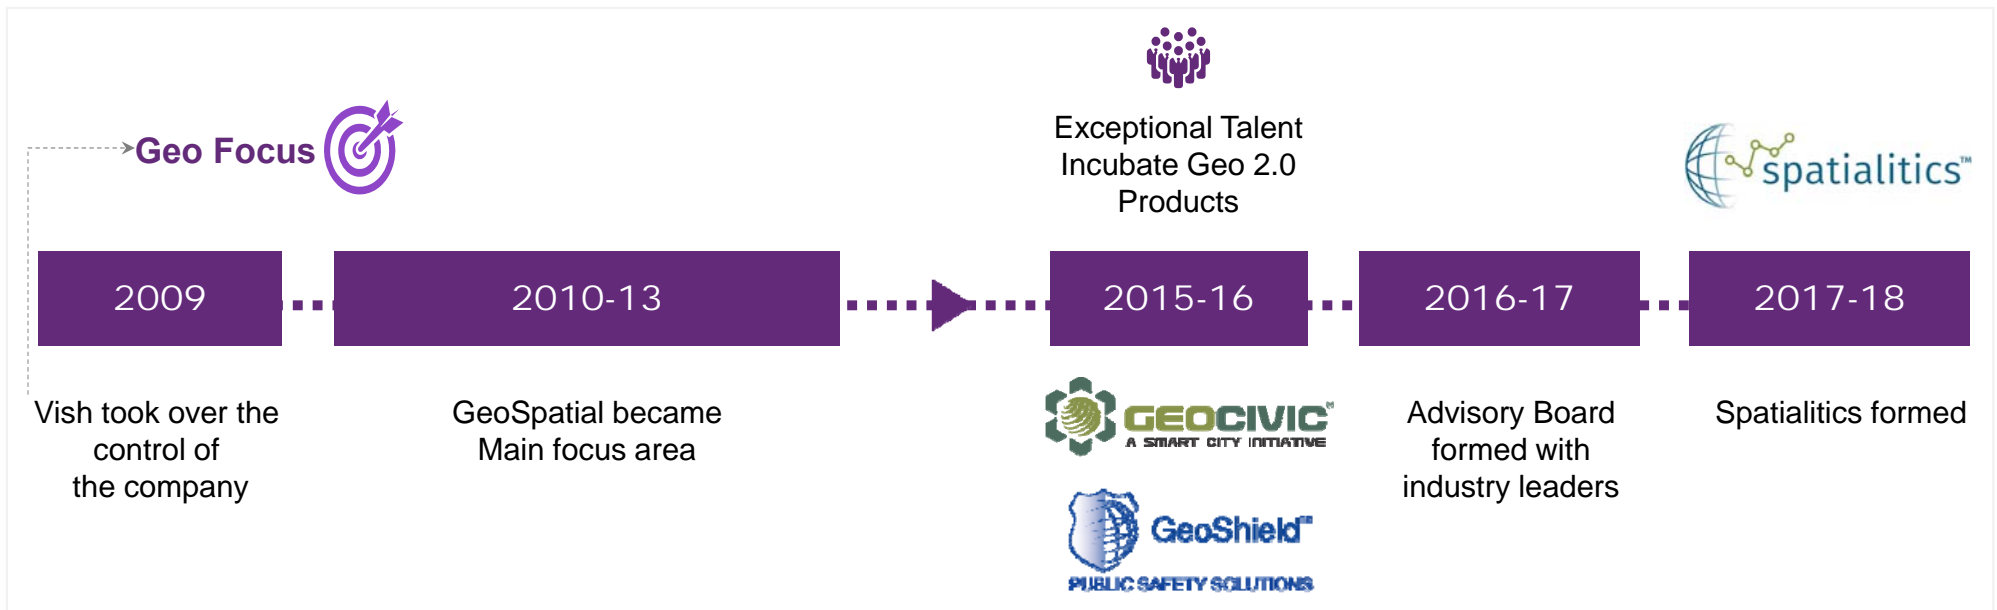 Geo Focus
Exceptional Talent
Incubate Geo 2.0
Products
spatialitics™
2009
2010-13
2015-16
2016-17
2017-18
Vish took over the
control of
the company
GeoSpatial became
Main focus area
GEOCIVIC
A SMART CITY INITIATIVE
GeoShield
PUBLIC SAFETY SOLUTIONS
Advisory Board
formed with
industry leaders
Spatialitics formed